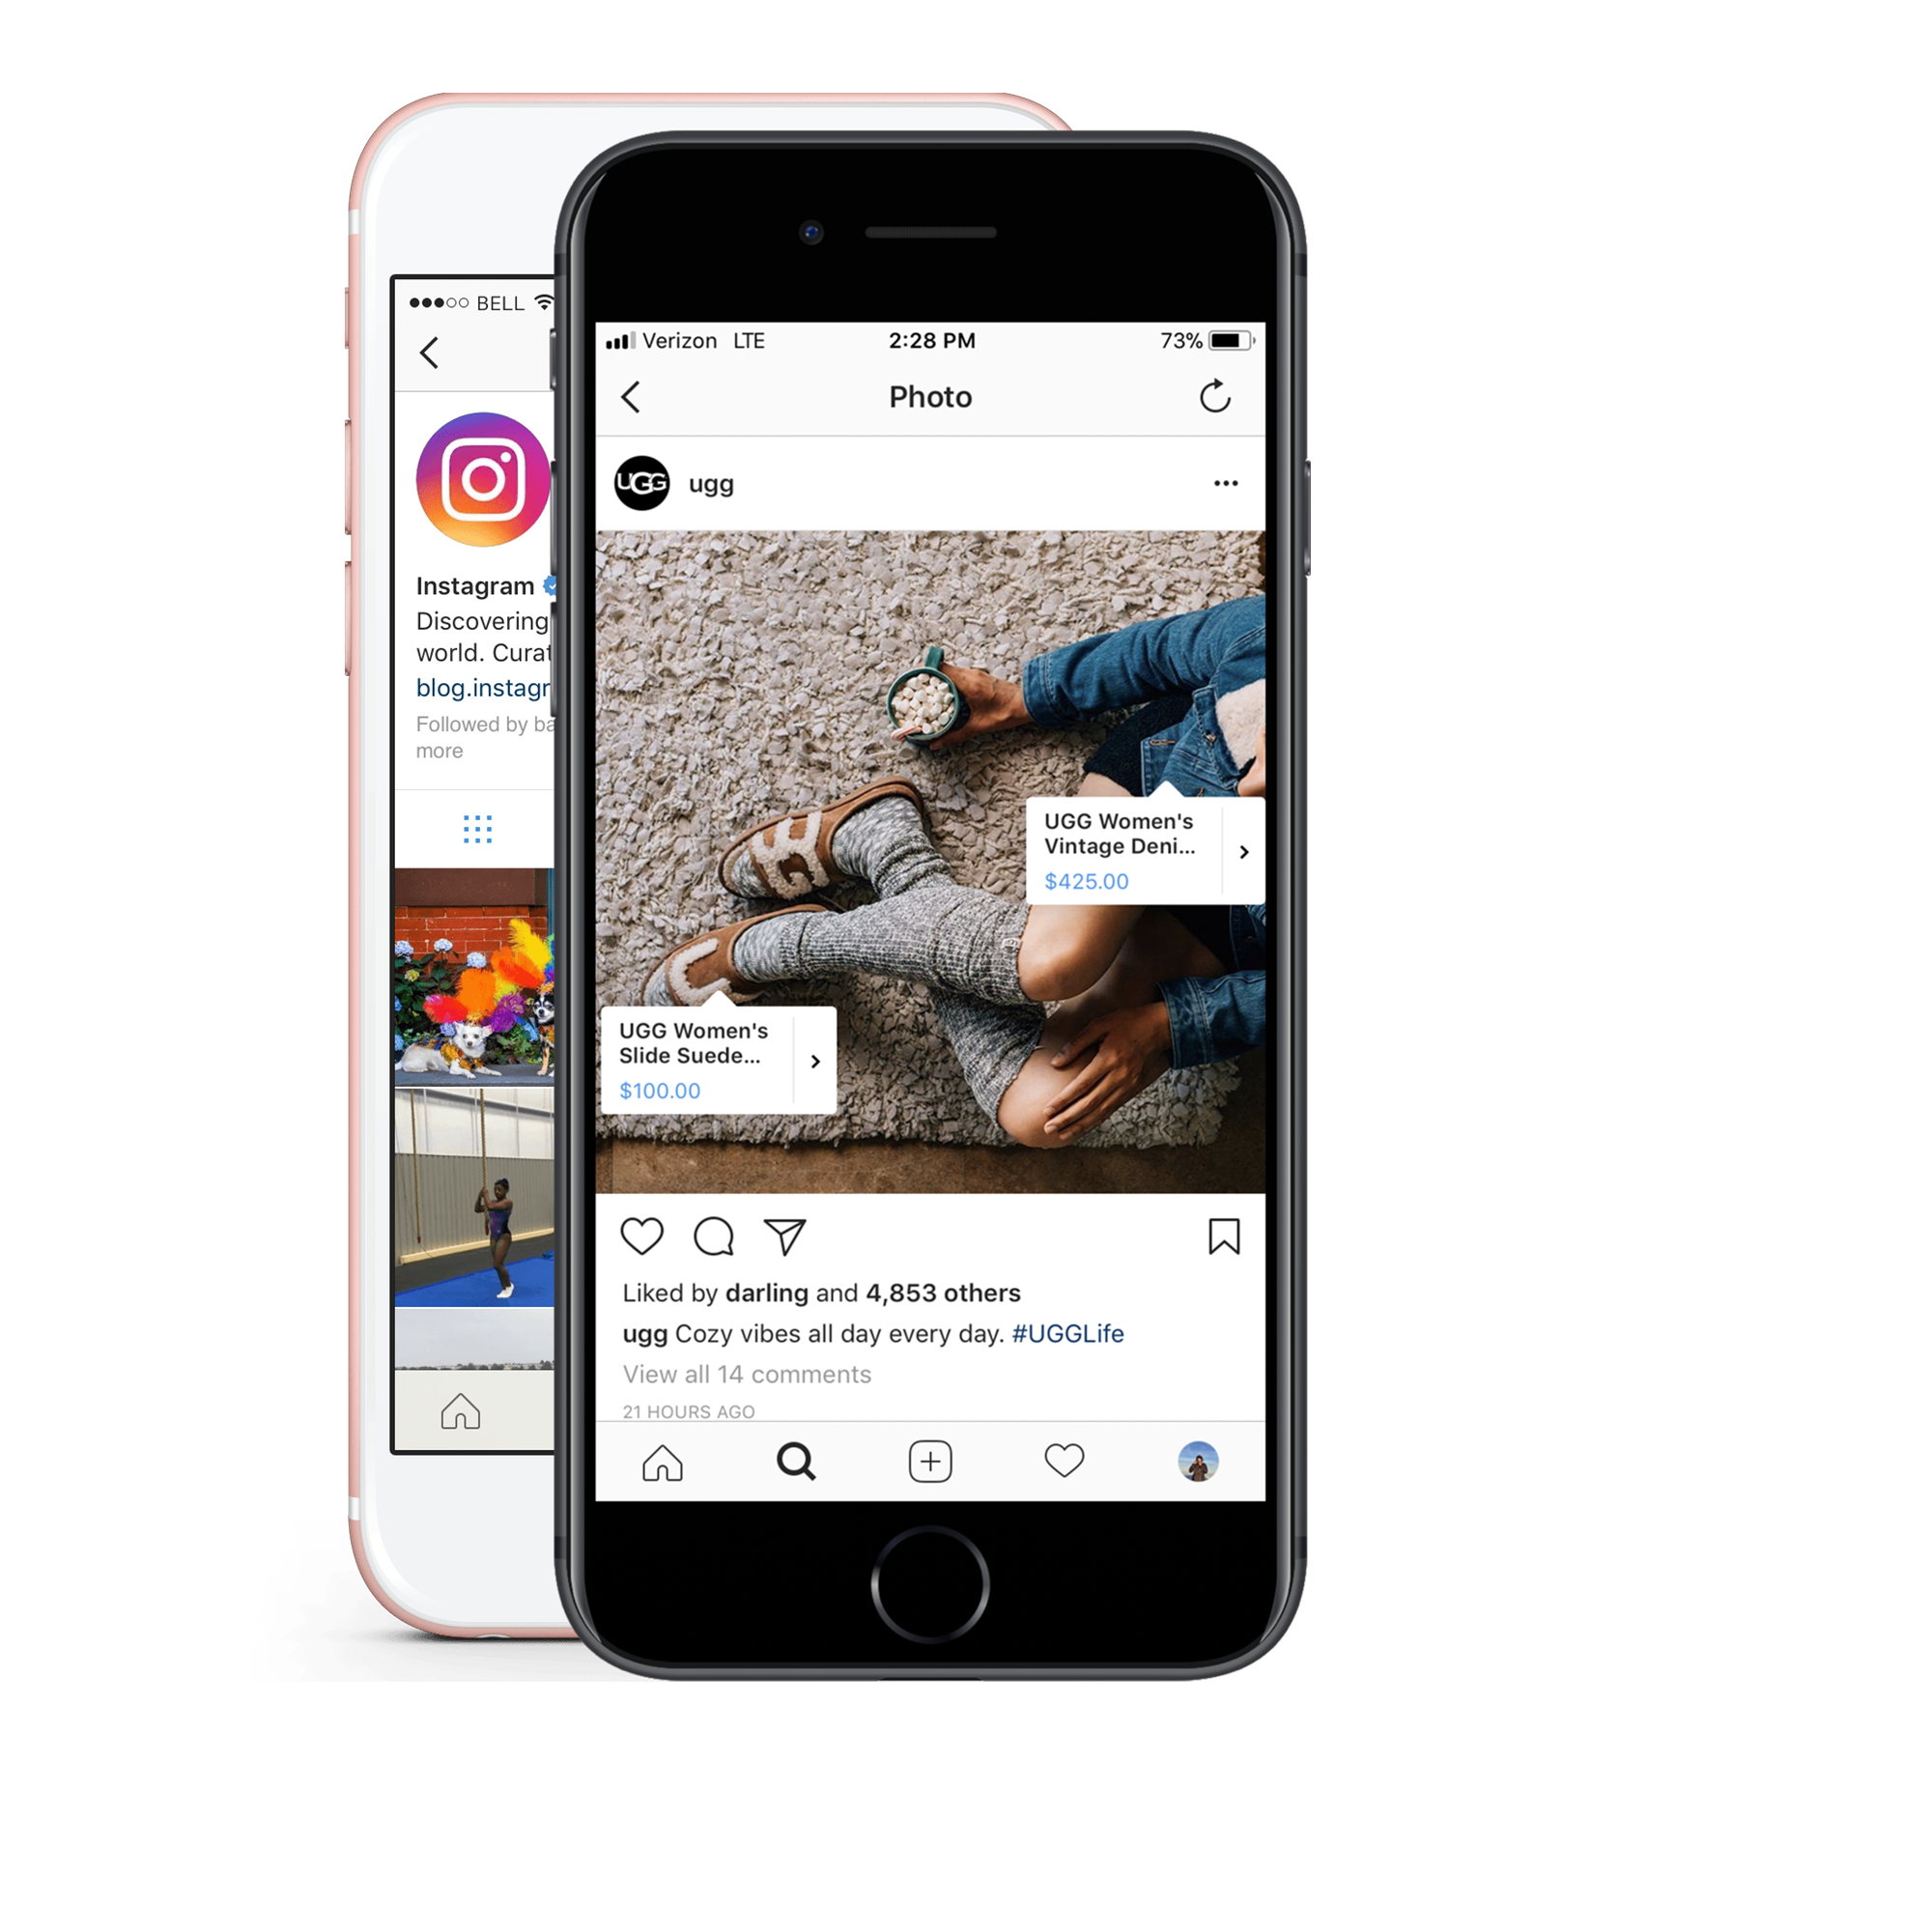 BELL
Instagram
Discovering
world. Curat
blog.instagr
Followed by ba
more
Verizon LTE
2:28 PM
73%
Photo
UGG
ugg
UGG Women's
Vintage Deni...
$425.00
UGG Women's
Slide Suede...
$100.00
Liked by darling and 4,853 others
ugg Cozy vibes all day every day. #UGGLife
View all 14 comments
21 HOURS AGO